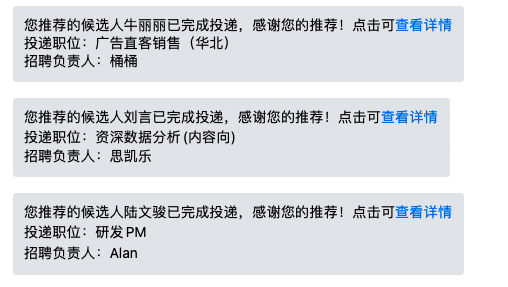 您推荐的候选人牛丽丽已完成投递，感谢您的推荐！点击可查看详情
投递职位：广告直客销售（华北）
招聘负责人：桶桶
您推荐的候选人刘言已完成投递，感谢您的推荐！点击可查看详情
投递职位：资深数据分析(内容向)
招聘负责人：思凯乐
您推荐的候选人陆文骏已完成投递，感谢您的推荐！点击可查看详情
投递职位：研发PM
招聘负责人：Alan